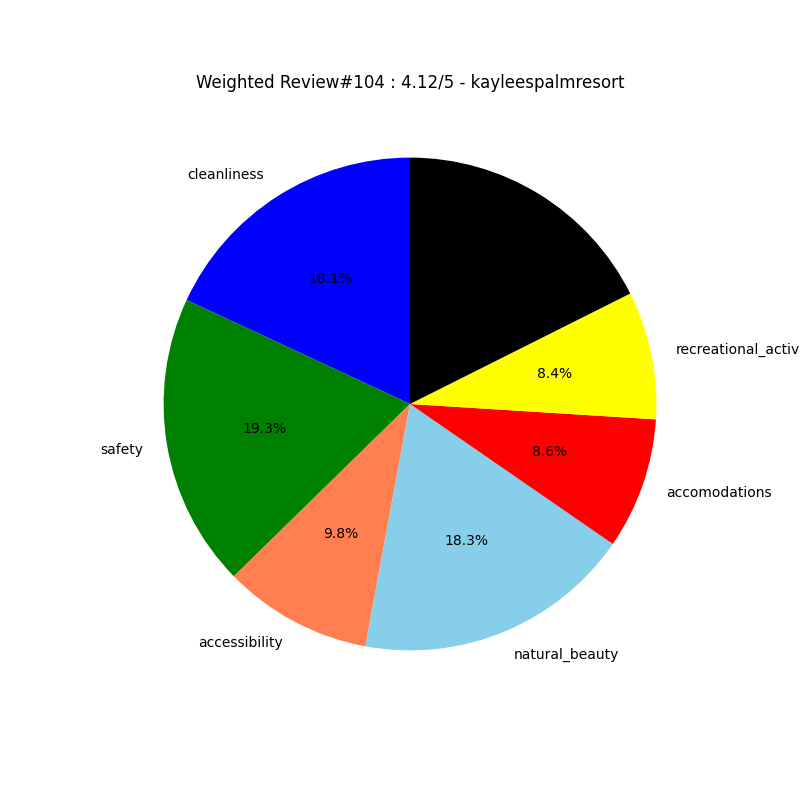 Weighted Review#104 : 4.12/5 - kayleespalmresort
cleanliness
18.1%
recreational_activ
8.4%
safety
19.3%
8.6%
accomodations
9.8%
18.3%
accessibility
natural_beauty